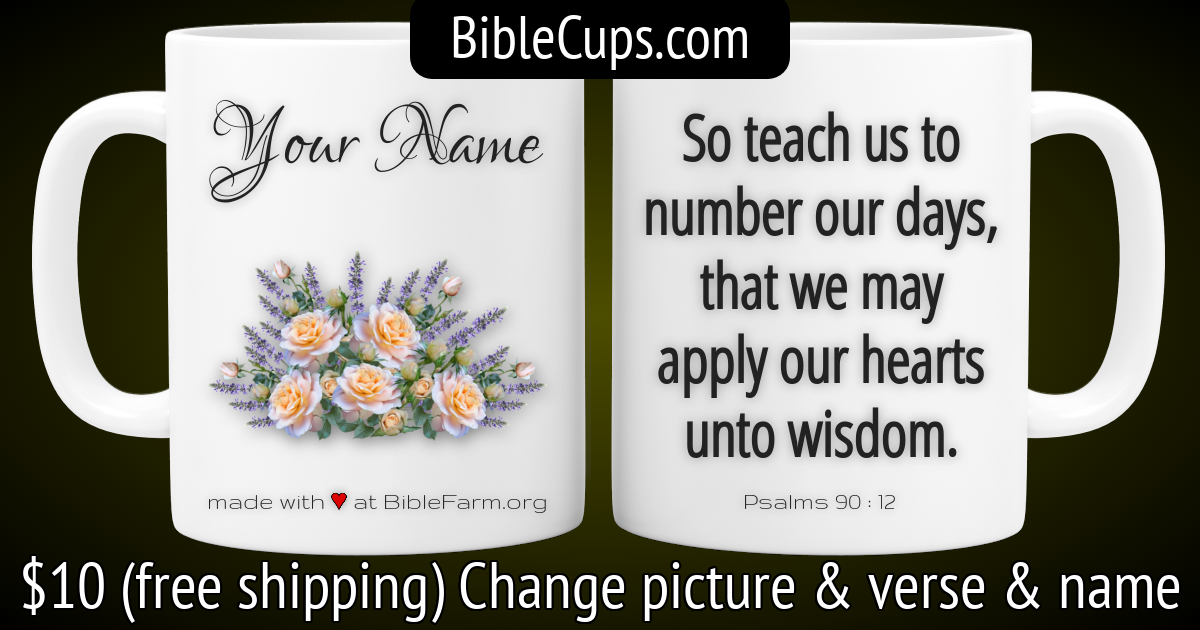 BibleCups.com
Your Name
made with ♥ at BibleFarm.org
So teach us to
number our days,
that we may
apply our hearts
unto wisdom.
Psalms 90 : 12
$10 (free shipping) Change picture & verse & name